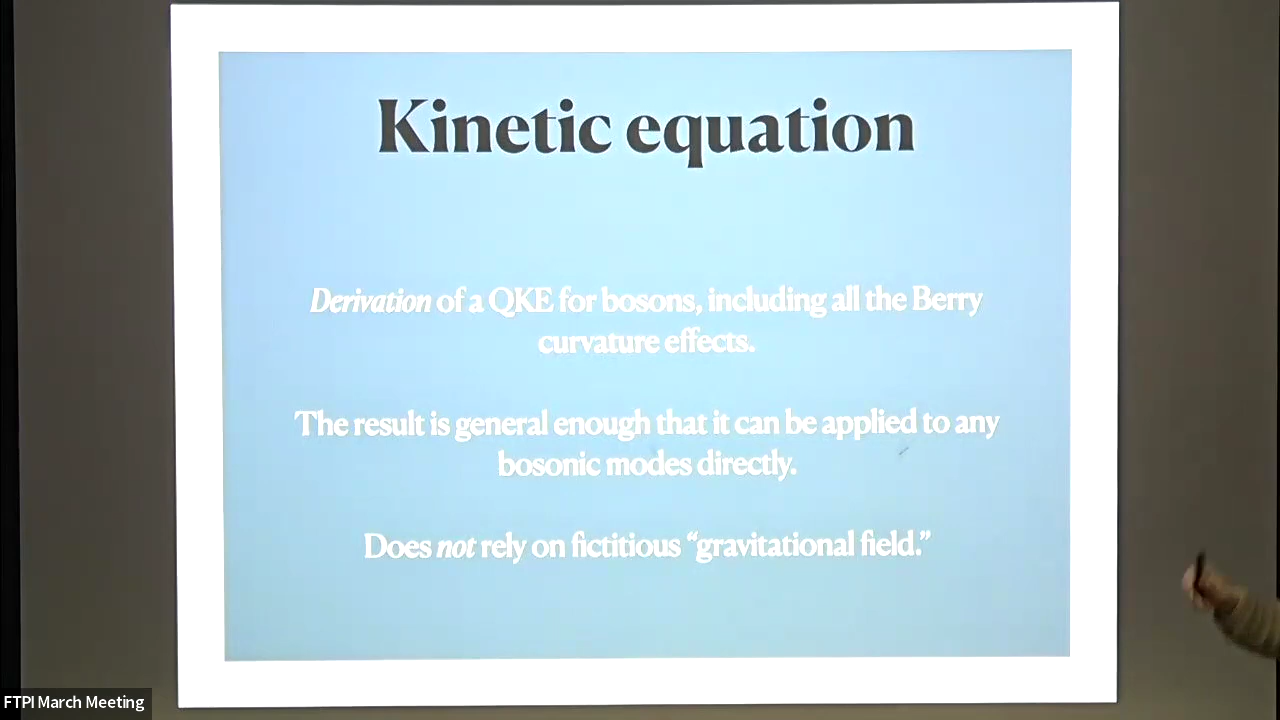 Kinetic equation
Derivation of a QKE for bosons, including all the Berry
curvature effects.
The result is general enough that it can be applied to any
bosonic modes directly.
Does not rely on fictitious “gravitational field.”
FTPI March Meeting